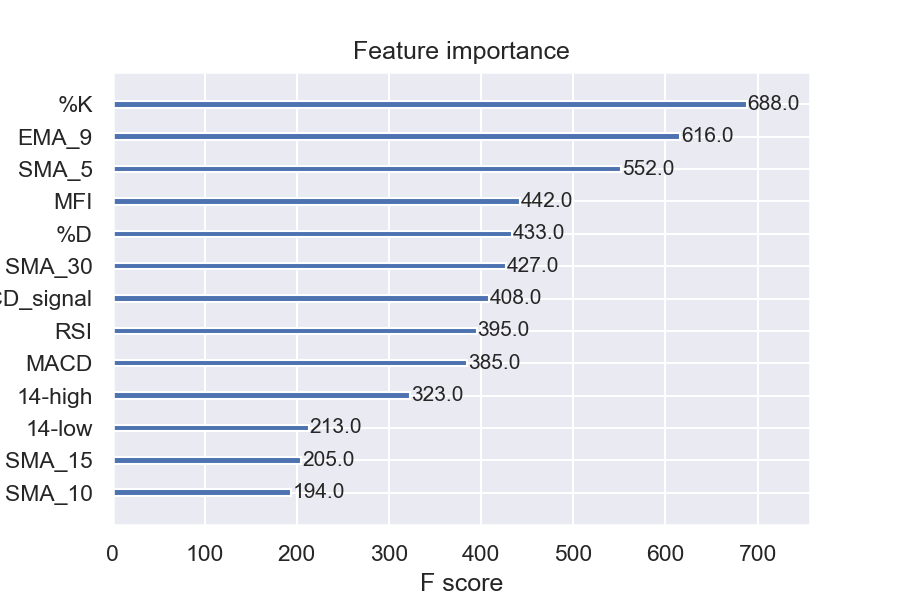 Feature importance
%K 688.0
EMA_9 616.0
SMA_5 552.0
MFI 442.0
%D 433.0
SMA_30 427.0
CD_signal 408.0
RSI 395.0
MACD 385.0
14-high 323.0
14-low 213.0
SMA_15 205.0
SMA_10 194.0
0 100 200 300 400 500 600 700
F score